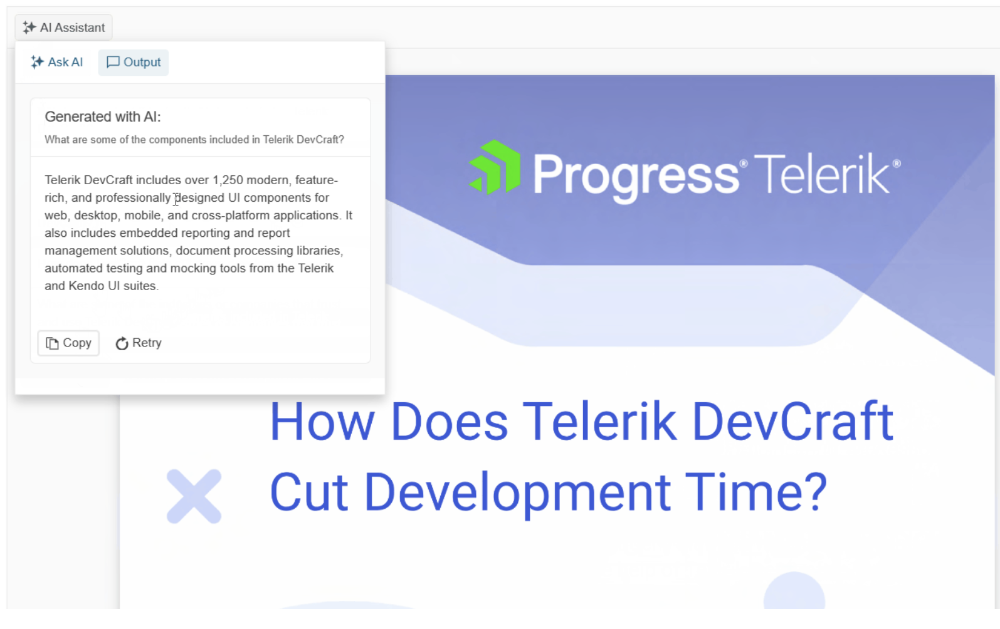 AI Assistant
Ask AI
Output
Generated with AI:
What are some of the components included in Telerik DevCraft?
Telerik DevCraft includes over 1,250 modern, feature-
rich, and professionally designed UI components for
web, desktop, mobile, and cross-platform applications. It
also includes embedded reporting and report
management solutions, document processing libraries,
automated testing and mocking tools from the Telerik
and Kendo UI suites.
Copy
Retry
Progress® Telerik®
How Does Telerik DevCraft
Cut Development Time?